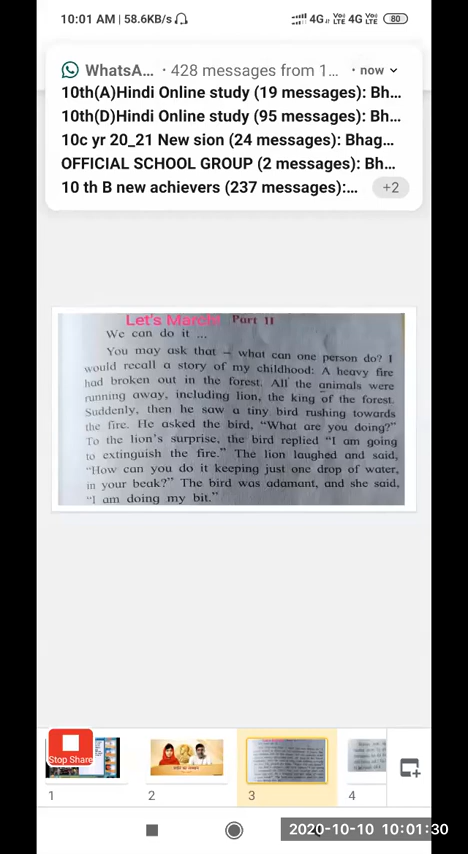 10:01 AM | 58.6KB/s
4G Vo) LTE 4G Vo) LTE 80
WhatsA... · 428 messages from 1... · now
10th(A)Hindi Online study (19 messages): Bh...
10th(D)Hindi Online study (95 messages): Bh...
10c yr 20_21 New sion (24 messages): Bhag...
OFFICIAL SCHOOL GROUP (2 messages): Bh...
10 th B new achievers (237 messages):...
+2
Let's March! Part II
We can do it ...
You may ask that – what can one person do? I
would recall a story of my childhood: A heavy fire
had broken out in the forest. All the animals were
running away, including lion, the king of the forest.
Suddenly, then he saw a tiny bird rushing towards
the fire. He asked the bird, “What are you doing?”
To the lion's surprise, the bird replied “I am going
to extinguish the fire.” The lion laughed and said,
“How can you do it keeping just one drop of water,
in your beak?” The bird was adamant, and she said,
“I am doing my bit.”
Stop Share
1
2
3
4
2020-10-10 10:01:30